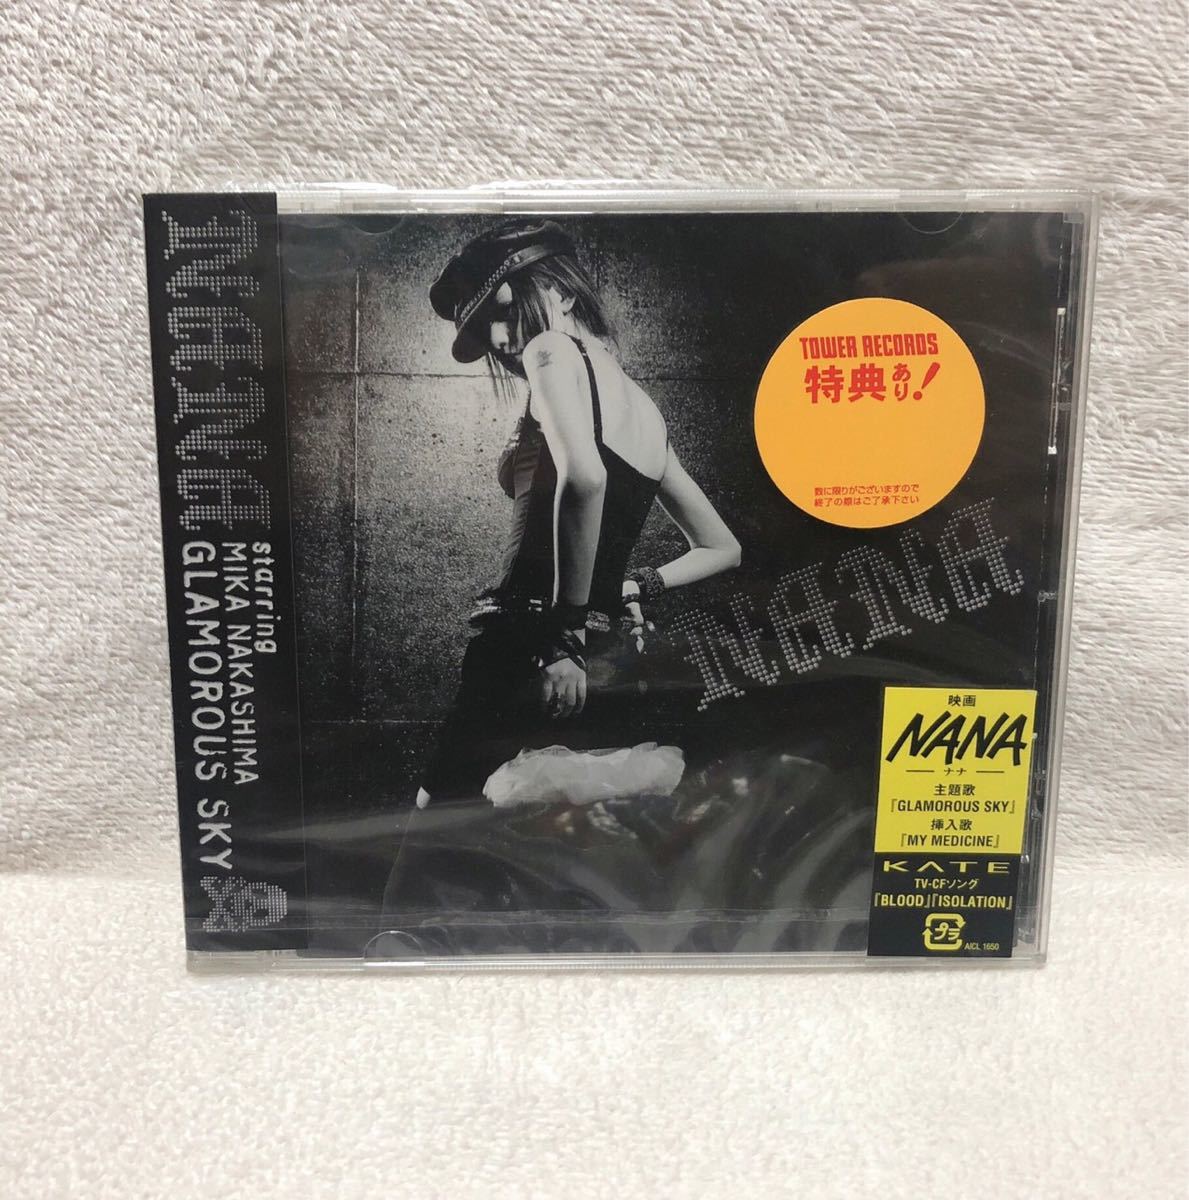 NANA
starring
MIKA NAKASHIMA
GLAMOROUS SKY
TOWER RECORDS
特典あり!
数に限りがございますので
終了の際はご了承下さい
NANA
映画
NANA
ナナ
主題歌
『GLAMOROUS SKY』
挿入歌
『MY MEDICINE』
KATE
TV-CFソング
『BLOOD』『ISOLATION』
プラ
AICL 1650